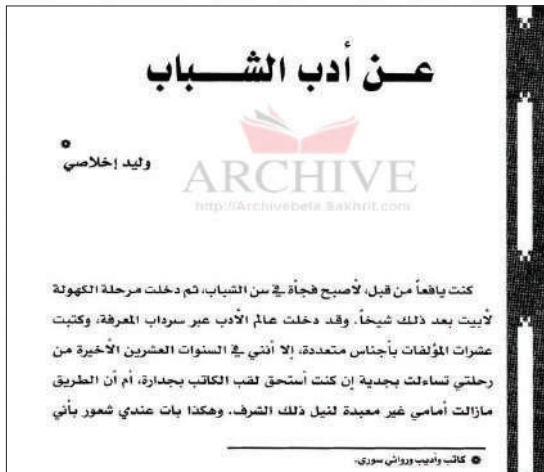 عـن أدب الشـــباب
وليد إخلاصي
ARCHIVE
http://Archivebeta.Sakhrit.com
كنت يافعاً من قبل، لأصبح فجأة في سن الشباب، ثم دخلت مرحلة الكهولة
لأبيت بعد ذلك شيخاً. وقد دخلت عالم الأدب عبر سرداب المعرفة، وكتبت
عشرات المؤلفات بأجناس متعددة، إلا أنني في السنوات العشرين الأخيرة من
رحلتي تساءلت بجدية إن كنت أستحق لقب الكاتب بجدارة، أم أن الطريق
مازالت أمامي غير معبدة لنيل ذلك الشرف. وهكذا بات عندي شعور بأني
كاتب وأديب وروائي سوري.